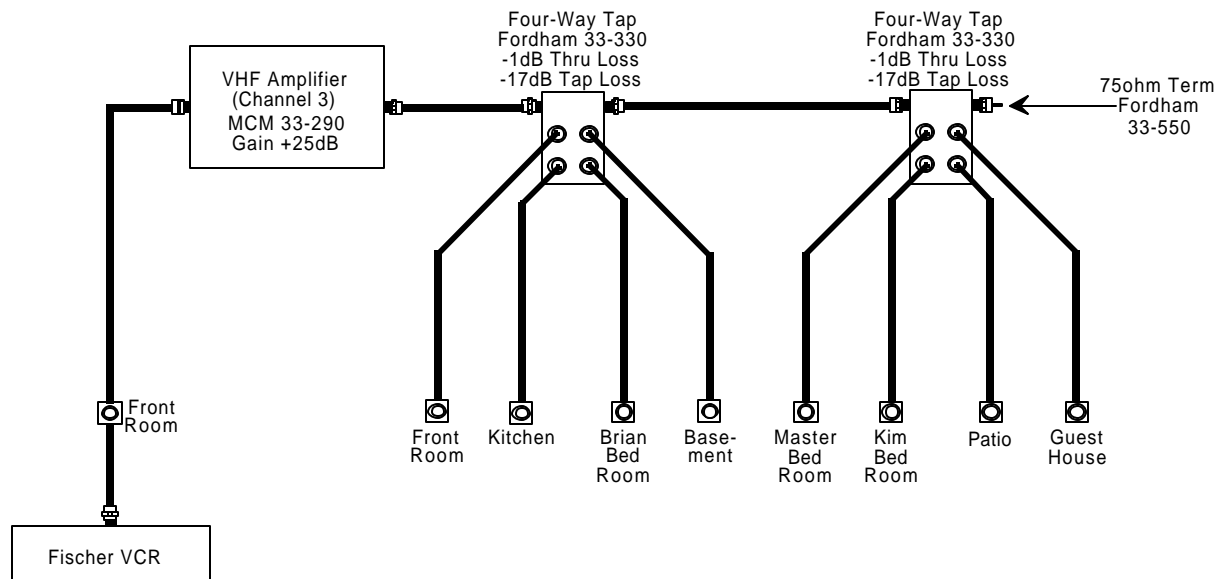 Four-Way Tap
Fordham 33-330
-1dB Thru Loss
-17dB Tap Loss
Four-Way Tap
Fordham 33-330
-1dB Thru Loss
-17dB Tap Loss
VHF Amplifier
(Channel 3)
MCM 33-290
Gain +25dB
75ohm Term
Fordham
33-550
Front
Room
Front
Room
Kitchen
Brian
Bed
Room
Base-
ment
Master
Bed
Room
Kim
Bed
Room
Patio
Guest
House
Fischer VCR